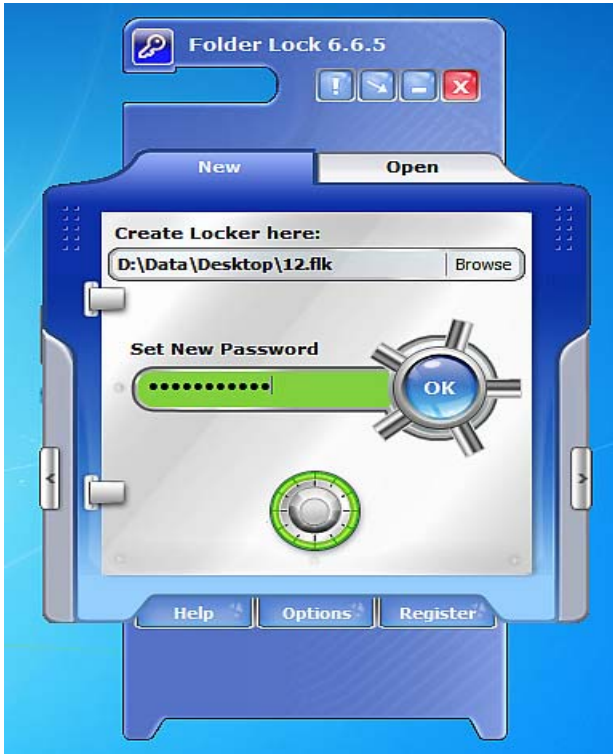 Folder Lock 6.6.5
New
Open
Create Locker here:
D:\Data\Desktop\12.flk
Browse
Set New Password
•••••••••••
OK
Help
Options
Register